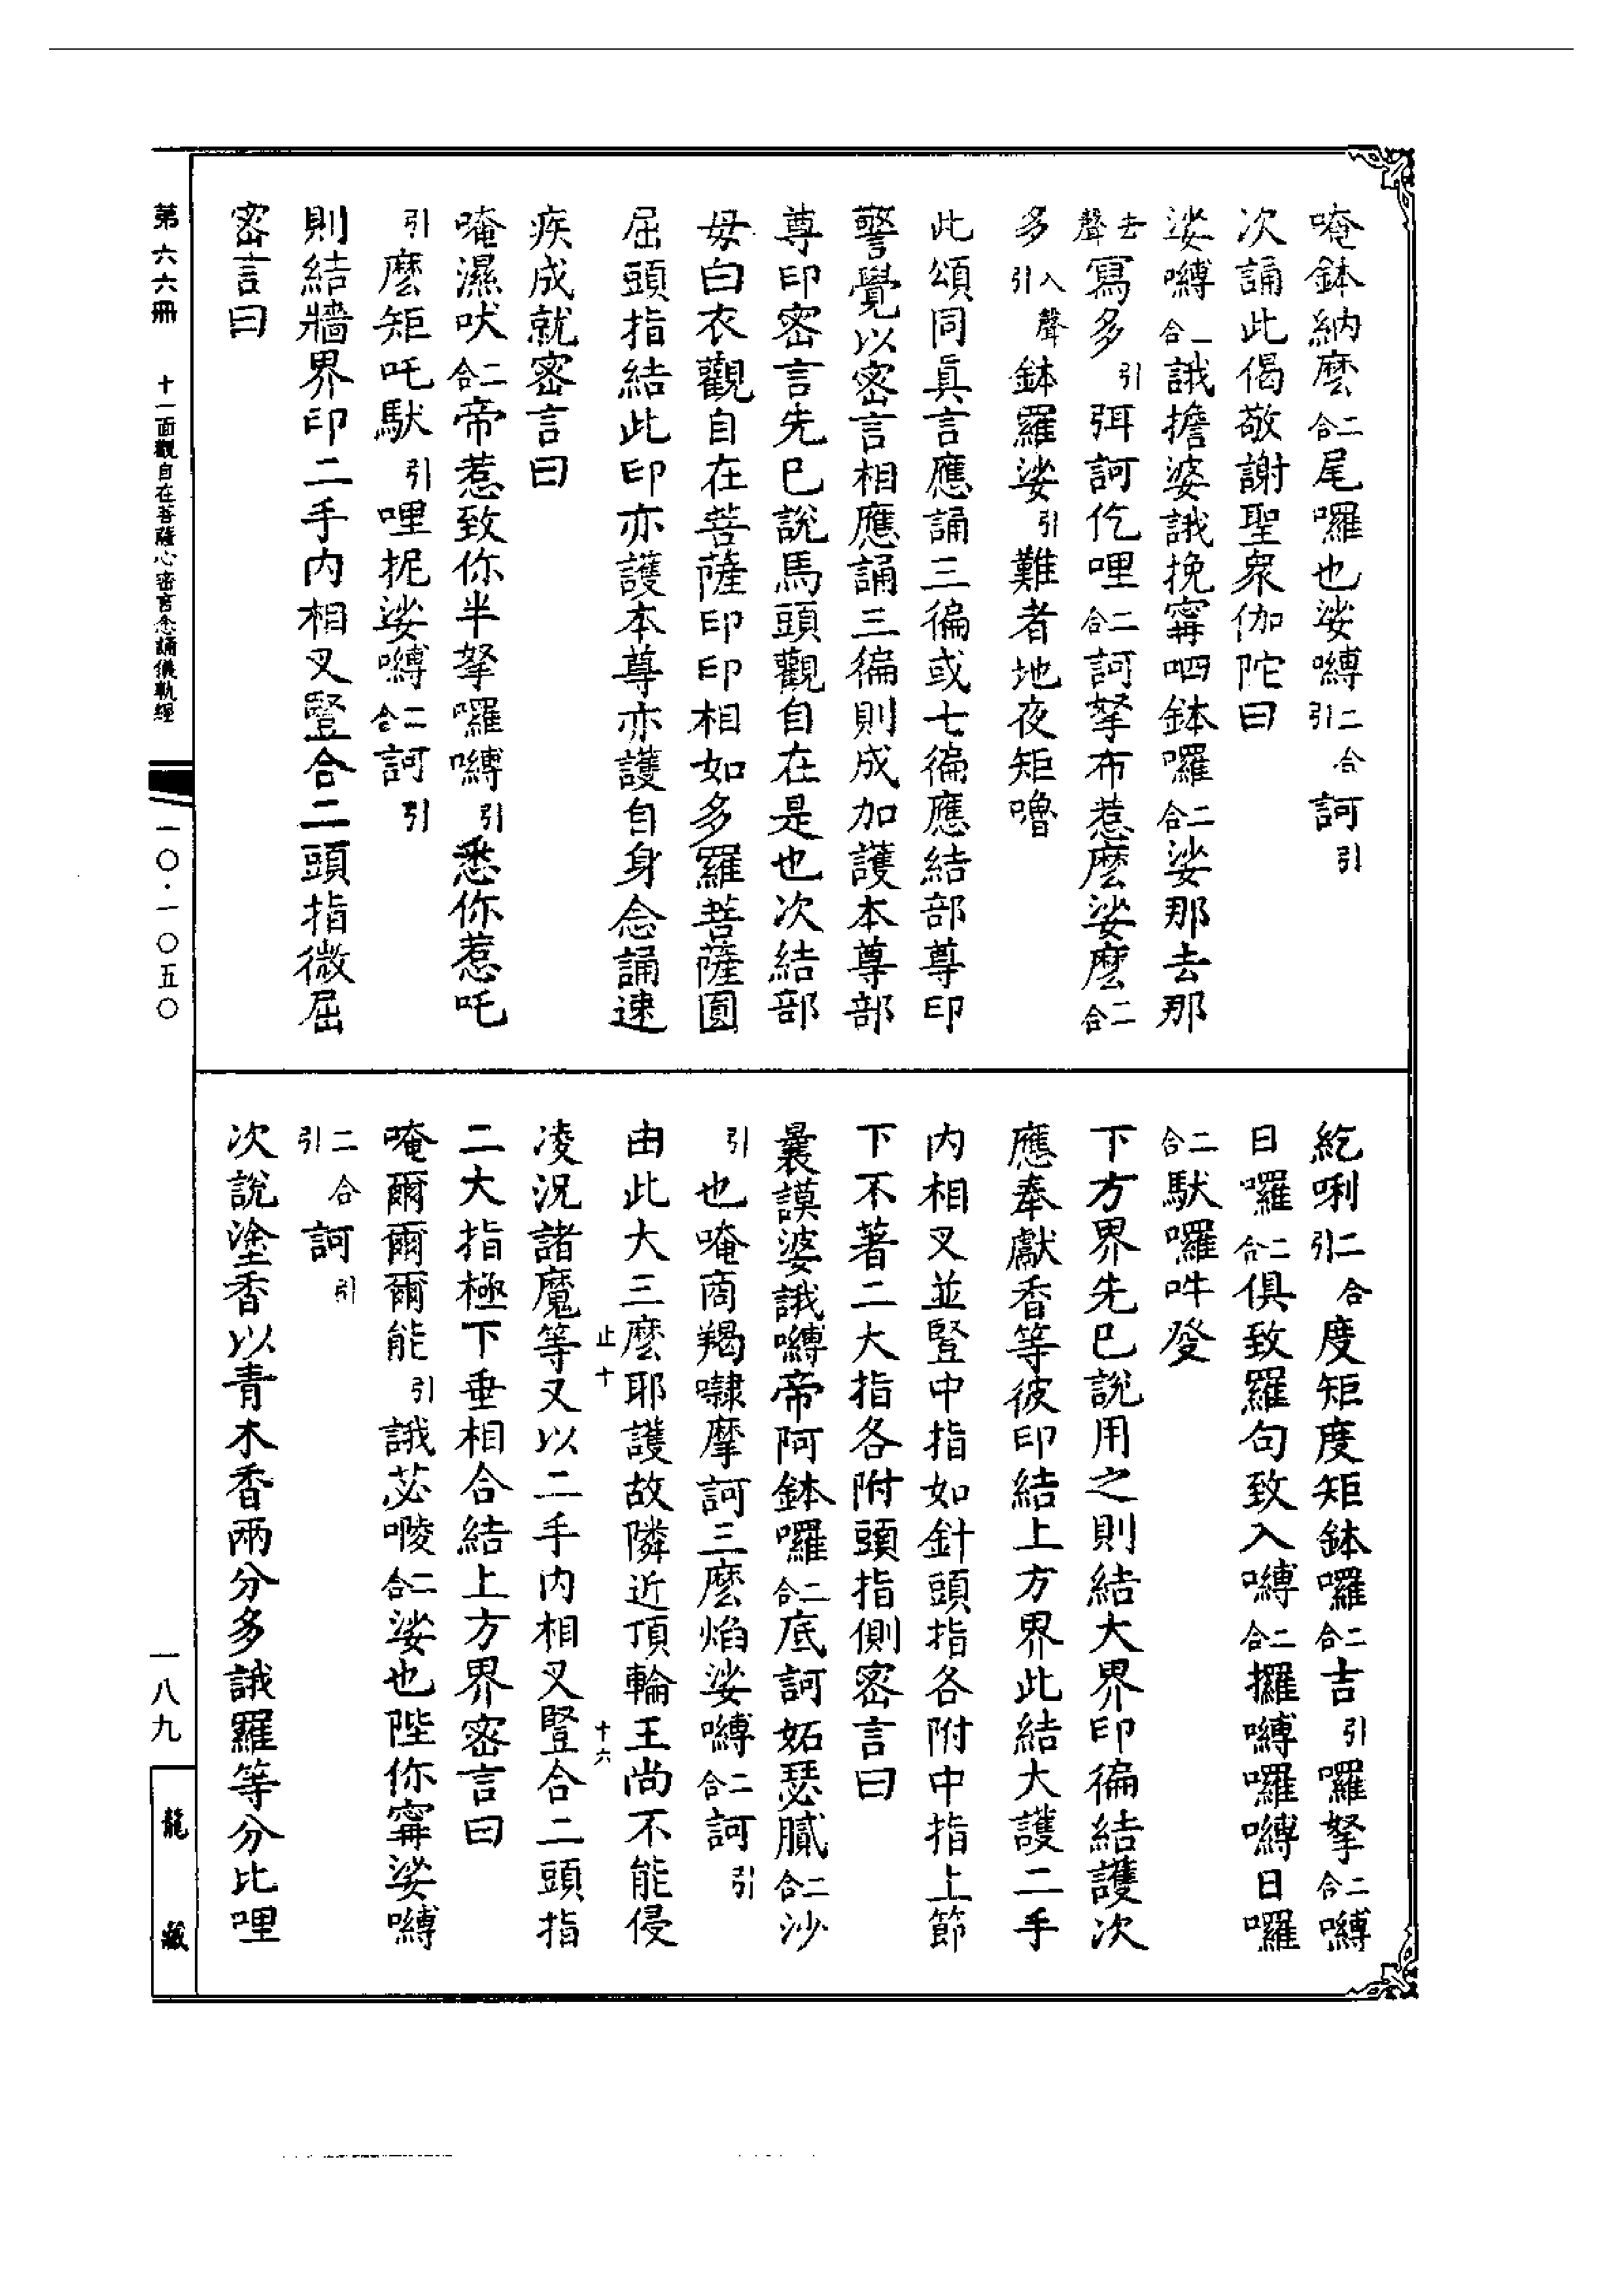 唵鉢納麼二合尾囉也娑嚩二合引訶引
次誦此偈敬謝聖眾伽陀曰
娑嚩二合誐擔婆誐挽寗呬鉢囉二合娑那去那
去聲寫多引弭訶仡哩二合訶拏布惹麼娑麼二合
多入聲引鉢羅娑引難者地夜矩嚕
此頌同真言應誦三徧或七徧應結部尊印
警覺以密言相應誦三徧則成加護本尊部
尊印密言先巳說馬頭觀自在是也次結部
母白衣觀自在菩薩印印相如多羅菩薩圓
屈頭指結此印亦護本尊亦護自身念誦速
疾成就密言曰
唵濕吠二合帝惹致你半拏囉嚩引悉你惹吒
引麼矩吒馱引哩抳娑嚩二合訶引
則結牆界印二手內相叉豎合二頭指微屈
密言曰
紇唎二合引度矩度矩鉢囉二合吉引囉拏二合嚩
日囉二合俱致羅句致入嚩二合攞嚩囉嚩日囉
二合馱囉吽癹
下方界先巳說用之則結大界印徧結護次
應奉獻香等彼印結上方界此結大護二手
內相叉並豎中指如針頭指各附中指上節
下不著二大指各附頭指側密言曰
曩謨婆誐嚩帝阿鉢囉二合底訶妬瑟膩二合沙
引也唵商羯㘑摩訶三麼焰娑嚩二合訶引
由此大三麼耶護故隣近頂輪王尚不能侵
凌況諸魔等又以二手內相叉豎合二頭指
二大指極下垂相合結上方界密言曰
唵爾爾爾能引誐苾㗚二合娑也陛你寗娑嚩
二合引訶引
次說塗香以青木香兩分多誐羅等分比哩
止十
十六
第六六冊 十一面觀自在菩薩心密言念誦儀軌經
一〇·一〇五〇
一八九
龍藏